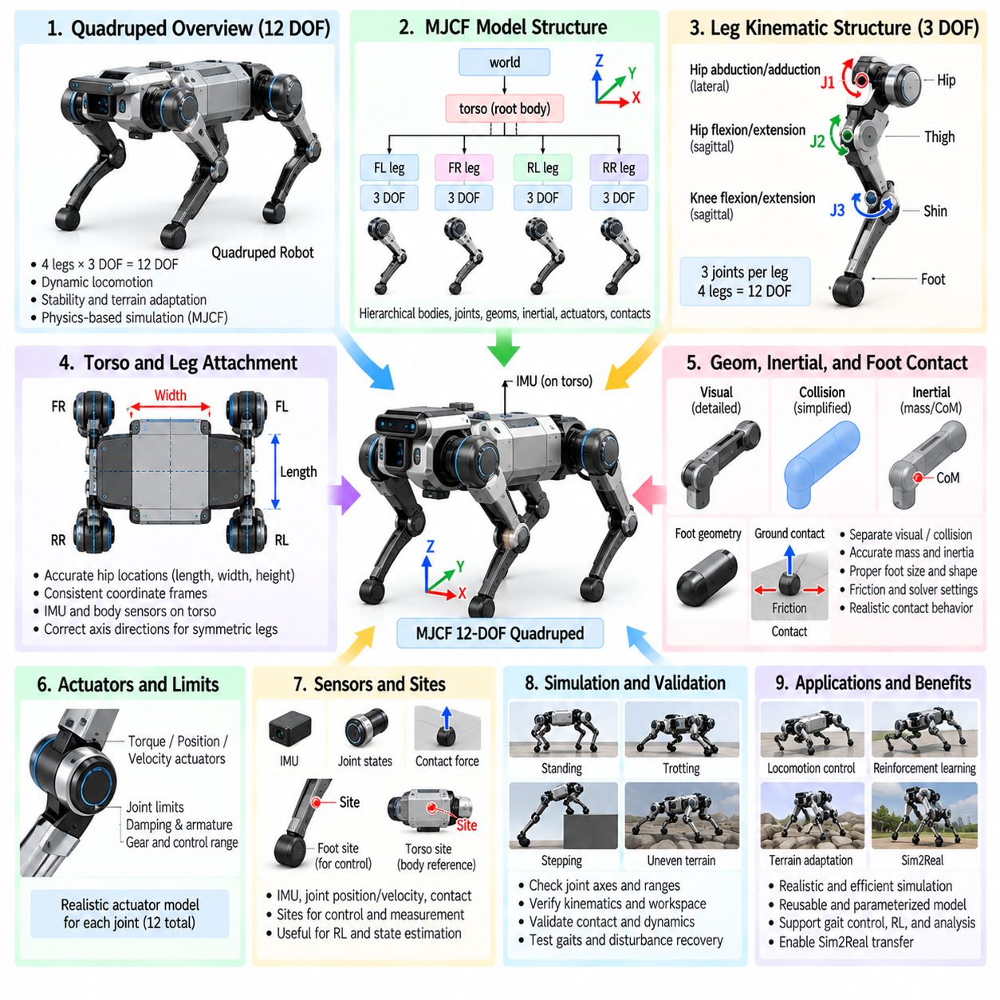 1. Quadruped Overview (12 DOF)
Quadruped Robot
• 4 legs × 3 DOF = 12 DOF
• Dynamic locomotion
• Stability and terrain adaptation
• Physics-based simulation (MJCF)
2. MJCF Model Structure
world
torso (root body)
Z
Y
X
FL leg
FR leg
RL leg
RR leg
3 DOF
3 DOF
3 DOF
3 DOF
Hierarchical bodies, joints, geoms, inertial, actuators, contacts
3. Leg Kinematic Structure (3 DOF)
Hip abduction/adduction
(lateral)
J1
Hip
Hip flexion/extension
(sagittal)
J2
Thigh
Knee flexion/extension
(sagittal)
J3
Shin
3 joints per leg
4 legs = 12 DOF
Foot
4. Torso and Leg Attachment
FR
Width
FL
Length
RR
RL
• Accurate hip locations (length, width, height)
• Consistent coordinate frames
• IMU and body sensors on torso
• Correct axis directions for symmetric legs
IMU (on torso)
Z
Y
X
MJCF 12-DOF Quadruped
5. Geom, Inertial, and Foot Contact
Visual
(detailed)
Collision
(simplified)
Inertial
(mass/CoM)
CoM
Foot geometry
Ground contact
Friction
Contact
• Separate visual / collision
• Accurate mass and inertia
• Proper foot size and shape
• Friction and solver settings
• Realistic contact behavior
6. Actuators and Limits
Torque / Position /
Velocity actuators
Joint limits
Damping & armature
Gear and control range
Realistic actuator model
for each joint (12 total)
7. Sensors and Sites
IMU
Joint states
Contact force
Site
Site
Foot site
(for control)
Torso site
(body reference)
• IMU, joint position/velocity, contact
• Sites for control and measurement
• Useful for RL and state estimation
8. Simulation and Validation
Standing
Trotting
Stepping
Uneven terrain
• Check joint axes and ranges
• Verify kinematics and workspace
• Validate contact and dynamics
• Test gaits and disturbance recovery
9. Applications and Benefits
Locomotion control
Reinforcement learning
Terrain adaptation
Sim2Real
• Realistic and efficient simulation
• Reusable and parameterized model
• Support gait control, RL, and analysis
• Enable Sim2Real transfer